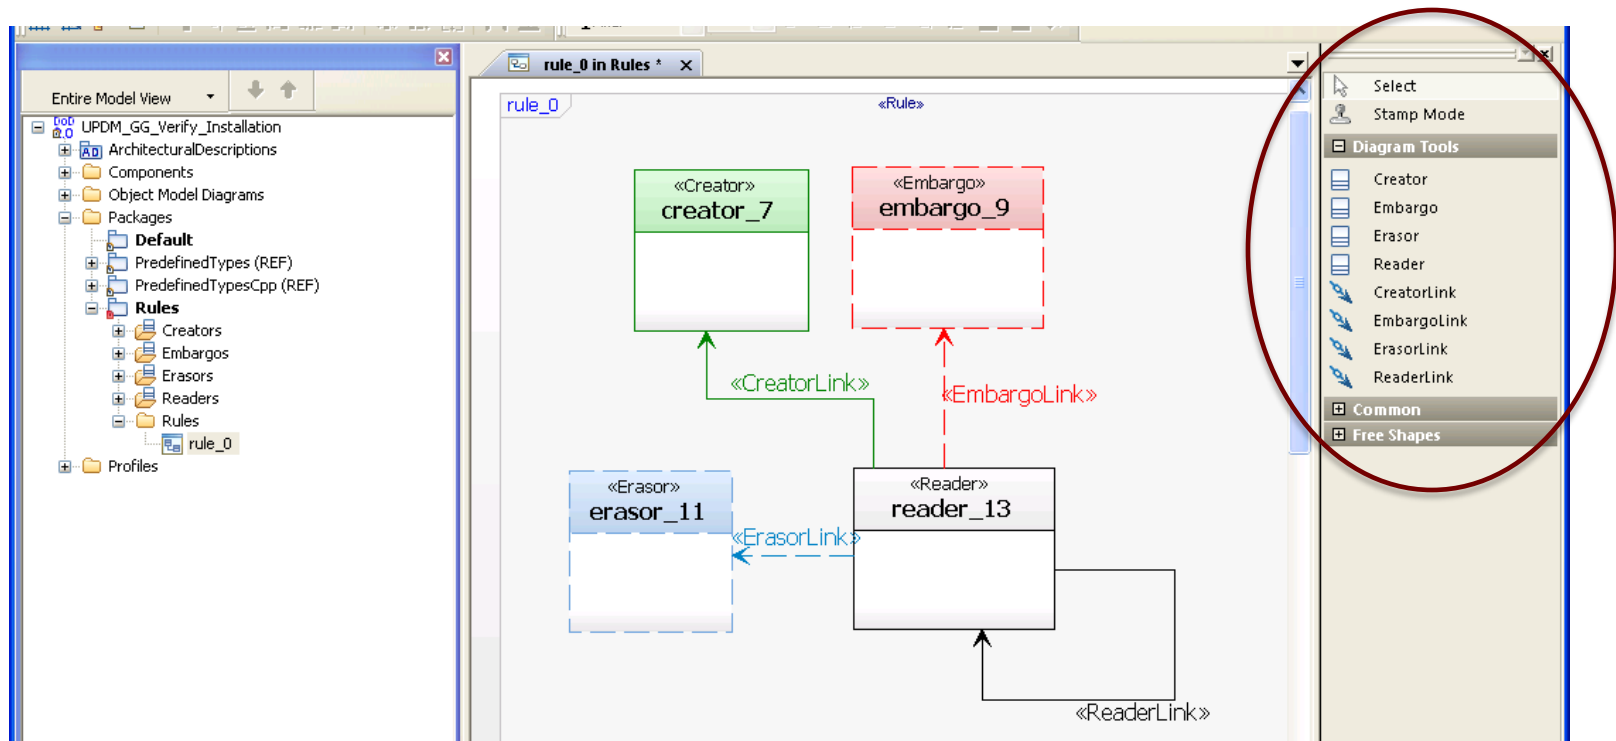 Entire Model View
UPDM_GG_Verify_Installation
ArchitecturalDescriptions
Components
Object Model Diagrams
Packages
Default
PredefinedTypes (REF)
PredefinedTypesCpp (REF)
Rules
Creators
Embargos
Erasors
Readers
Rules
rule_0
Profiles
rule_0 in Rules *
rule_0
«Rule»
«Creator»
creator_7
«Embargo»
embargo_9
«CreatorLink»
«EmbargoLink»
«Erasor»
erasor_11
«ErasorLink»
«Reader»
reader_13
«ReaderLink»
Select
Stamp Mode
Diagram Tools
Creator
Embargo
Erasor
Reader
CreatorLink
EmbargoLink
ErasorLink
ReaderLink
Common
Free Shapes